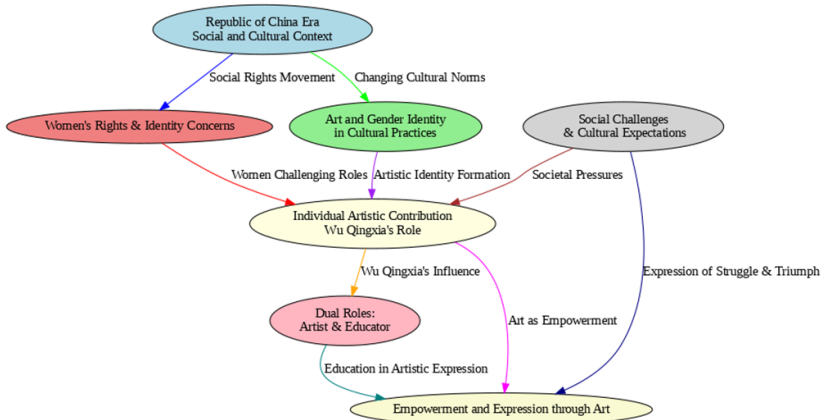 Republic of China Era
Social and Cultural Context
Social Rights Movement
Changing Cultural Norms
Women's Rights & Identity Concerns
Art and Gender Identity
in Cultural Practices
Social Challenges
& Cultural Expectations
Women Challenging Roles
Artistic Identity Formation
Societal Pressures
Individual Artistic Contribution
Wu Qingxia's Role
Wu Qingxia's Influence
Expression of Struggle & Triumph
Dual Roles:
Artist & Educator
Art as Empowerment
Education in Artistic Expression
Empowerment and Expression through Art